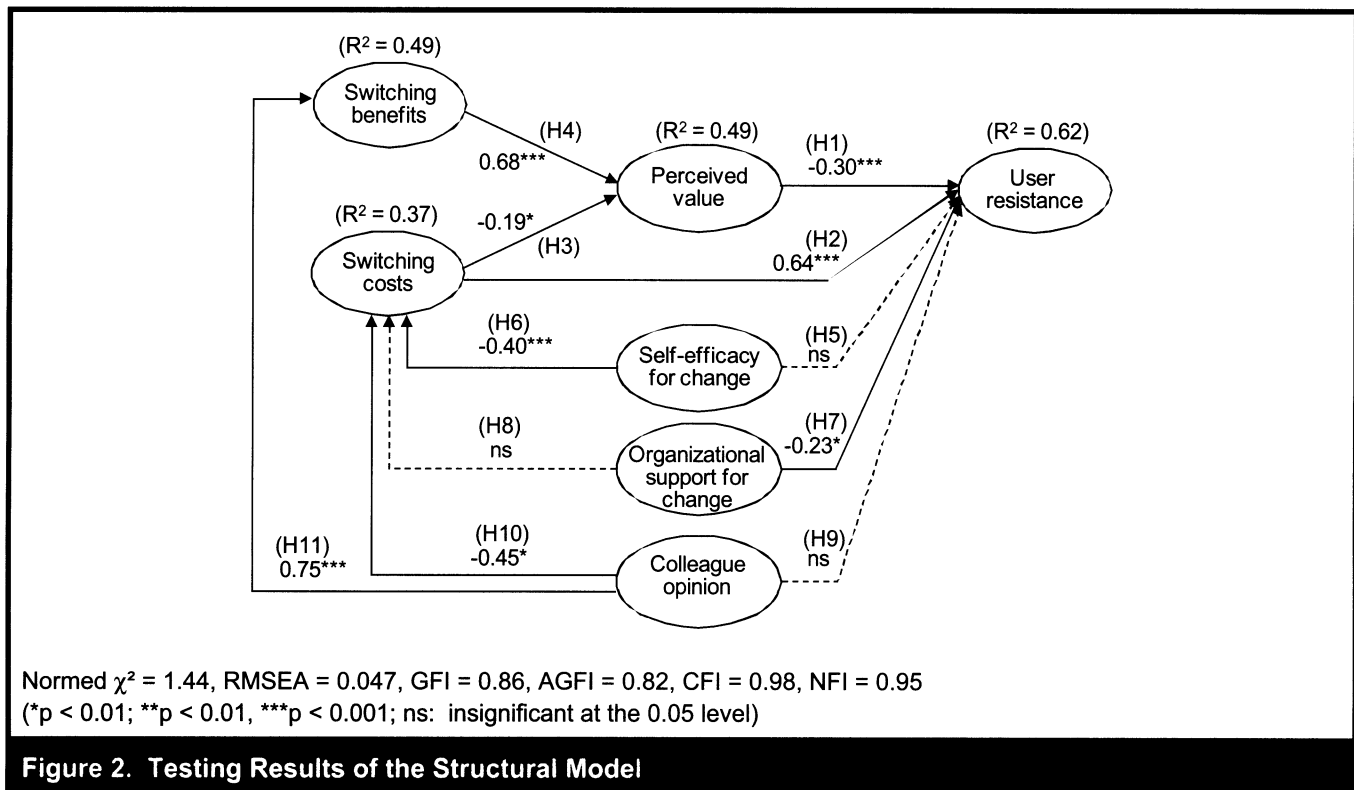 (R² = 0.49)
Switching
benefits
(H4)
0.68***
(R² = 0.49)
Perceived
value
(H1)
-0.30***
(R² = 0.62)
User
resistance
(R² = 0.37)
Switching
costs
-0.19*
(H3)
(H2)
0.64***
(H6)
-0.40***
Self-efficacy
for change
(H5)
ns
(H8)
ns
Organizational
support for
change
(H7)
-0.23*
(H11)
0.75***
(H10)
-0.45*
Colleague
opinion
(H9)
ns
Normed χ² = 1.44, RMSEA = 0.047, GFI = 0.86, AGFI = 0.82, CFI = 0.98, NFI = 0.95
(*p < 0.01; **p < 0.01, ***p < 0.001; ns: insignificant at the 0.05 level)
Figure 2. Testing Results of the Structural Model